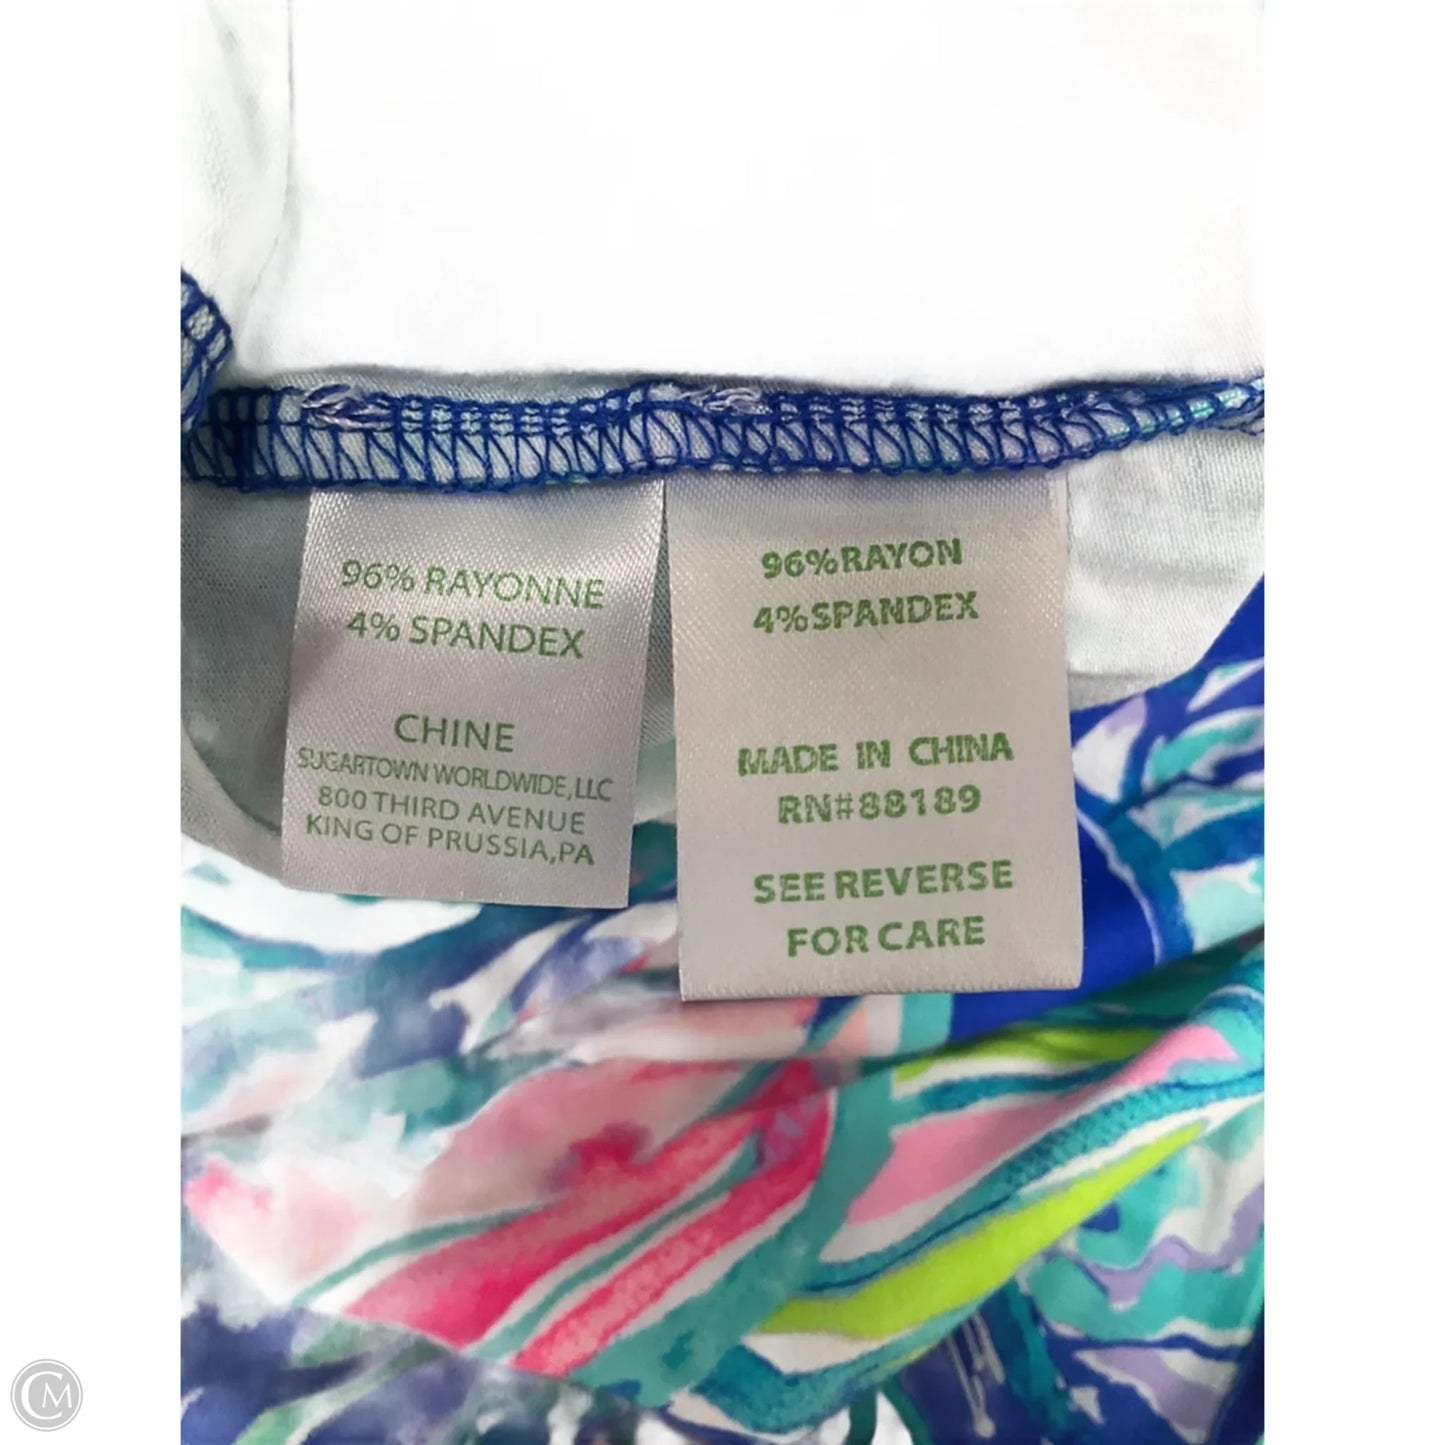 96% RAYONNE
4% SPANDEX
CHINE
SUGARTOWN WORLDWIDE, LLC
800 THIRD AVENUE
KING OF PRUSSIA, PA
96%RAYON
4%SPANDEX
MADE IN CHINA
RN#88189
SEE REVERSE
FOR CARE
CM